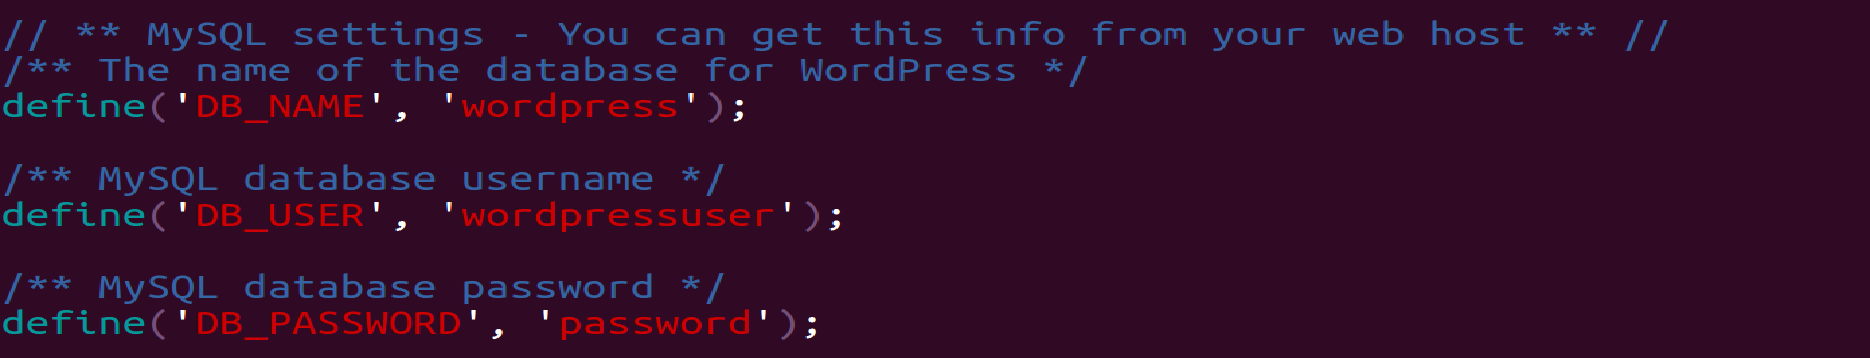 // ** MySQL settings - You can get this info from your web host ** //
/** The name of the database for WordPress */
define('DB_NAME', 'wordpress');
/** MySQL database username */
define('DB_USER', 'wordpressuser');
/** MySQL database password */
define('DB_PASSWORD', 'password');